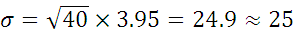 σ = √40 × 3.95 = 24.9 ≈ 25